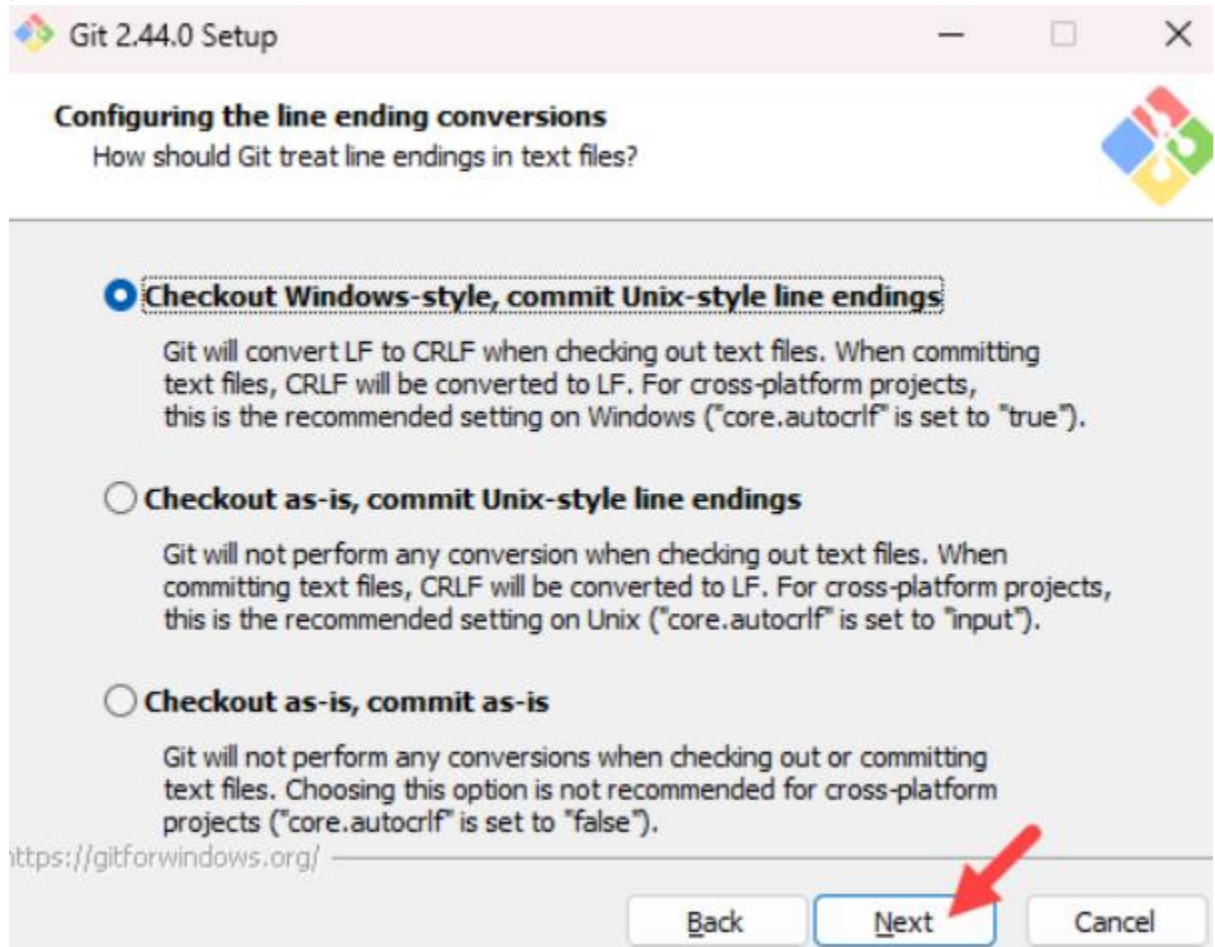 Git 2.44.0 Setup
Configuring the line ending conversions
How should Git treat line endings in text files?
Checkout Windows-style, commit Unix-style line endings
Git will convert LF to CRLF when checking out text files. When committing
text files, CRLF will be converted to LF. For cross-platform projects,
this is the recommended setting on Windows ("core.autocrlf" is set to "true").
Checkout as-is, commit Unix-style line endings
Git will not perform any conversion when checking out text files. When
committing text files, CRLF will be converted to LF. For cross-platform projects,
this is the recommended setting on Unix ("core.autocrlf" is set to "input").
Checkout as-is, commit as-is
Git will not perform any conversions when checking out or committing
text files. Choosing this option is not recommended for cross-platform
projects ("core.autocrlf" is set to "false").
https://gitforwindows.org/
Back Next Cancel